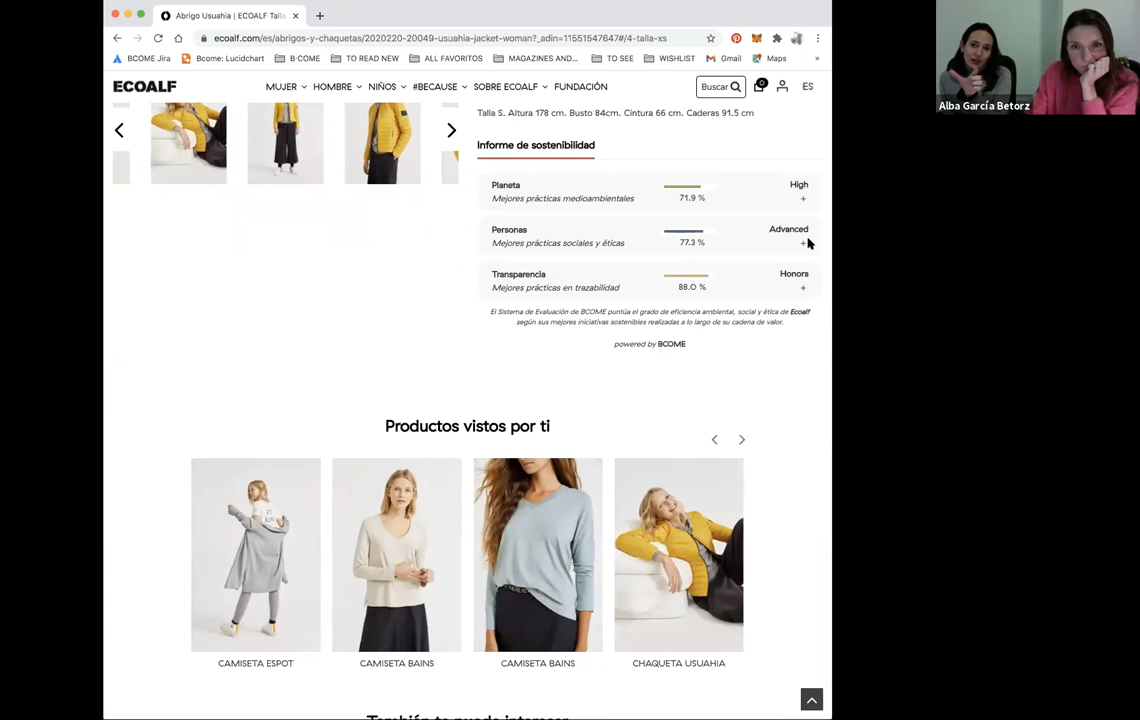 Abrigo Usuahia | ECOALF Talla
ecoalf.com/es/abrigos-y-chaquetas/2020220-20049-usuahia-jacket-woman?_adin=11551547647#/4-talla-xs
BCOME Jira Bcome: Lucidchart B·COME TO READ NEW ALL FAVORITOS MAGAZINES AND... TO SEE WISHLIST Gmail Maps »
ECOALF MUJER HOMBRE NIÑOS #BECAUSE SOBRE ECOALF FUNDACIÓN Buscar 0 ES
Alba García Betorz
Talla S. Altura 178 cm. Busto 84cm. Cintura 66 cm. Caderas 91.5 cm
Informe de sostenibilidad
Planeta High
Mejores prácticas medioambientales 71.9 % +
Personas Advanced
Mejores prácticas sociales y éticas 77.3 % +
Transparencia Honors
Mejores prácticas en trazabilidad 88.0 % +
El Sistema de Evaluación de BCOME puntúa el grado de eficiencia ambiental, social y ética de Ecoalf
según sus mejores iniciativas sostenibles realizadas a lo largo de su cadena de valor.
powered by BCOME
Productos vistos por ti
CAMISETA ESPOT CAMISETA BAINS CAMISETA BAINS CHAQUETA USUAHIA
También te puede interesar